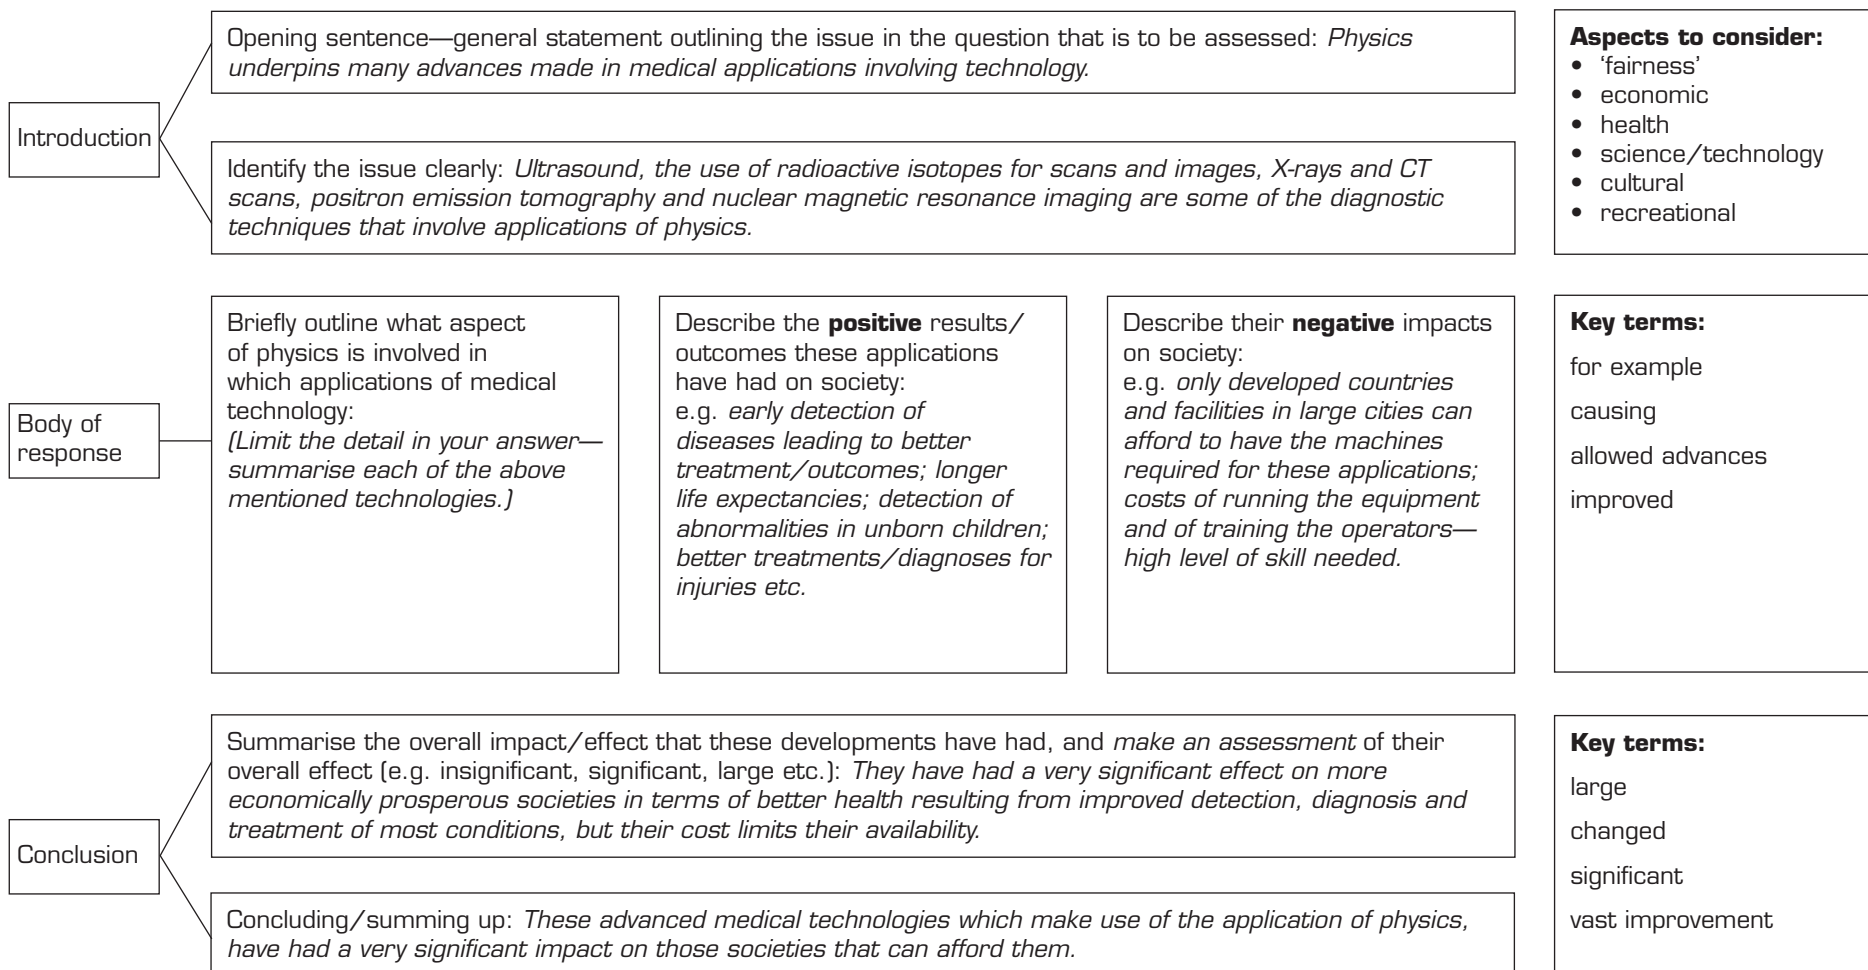 Introduction
Opening sentence—general statement outlining the issue in the question that is to be assessed: Physics
underpins many advances made in medical applications involving technology.
Identify the issue clearly: Ultrasound, the use of radioactive isotopes for scans and images, X-rays and CT
scans, positron emission tomography and nuclear magnetic resonance imaging are some of the diagnostic
techniques that involve applications of physics.
Aspects to consider:
• ‘fairness’
• economic
• health
• science/technology
• cultural
• recreational
Body of
response
Briefly outline what aspect
of physics is involved in
which applications of medical
technology:
(Limit the detail in your answer—
summarise each of the above
mentioned technologies.)
Describe the positive results/
outcomes these applications
have had on society:
e.g. early detection of
diseases leading to better
treatment/outcomes; longer
life expectancies; detection of
abnormalities in unborn children;
better treatments/diagnoses for
injuries etc.
Describe their negative impacts
on society:
e.g. only developed countries
and facilities in large cities can
afford to have the machines
required for these applications;
costs of running the equipment
and of training the operators—
high level of skill needed.
Key terms:
for example
causing
allowed advances
improved
Conclusion
Summarise the overall impact/effect that these developments have had, and make an assessment of their
overall effect (e.g. insignificant, significant, large etc.): They have had a very significant effect on more
economically prosperous societies in terms of better health resulting from improved detection, diagnosis and
treatment of most conditions, but their cost limits their availability.
Concluding/summing up: These advanced medical technologies which make use of the application of physics,
have had a very significant impact on those societies that can afford them.
Key terms:
large
changed
significant
vast improvement